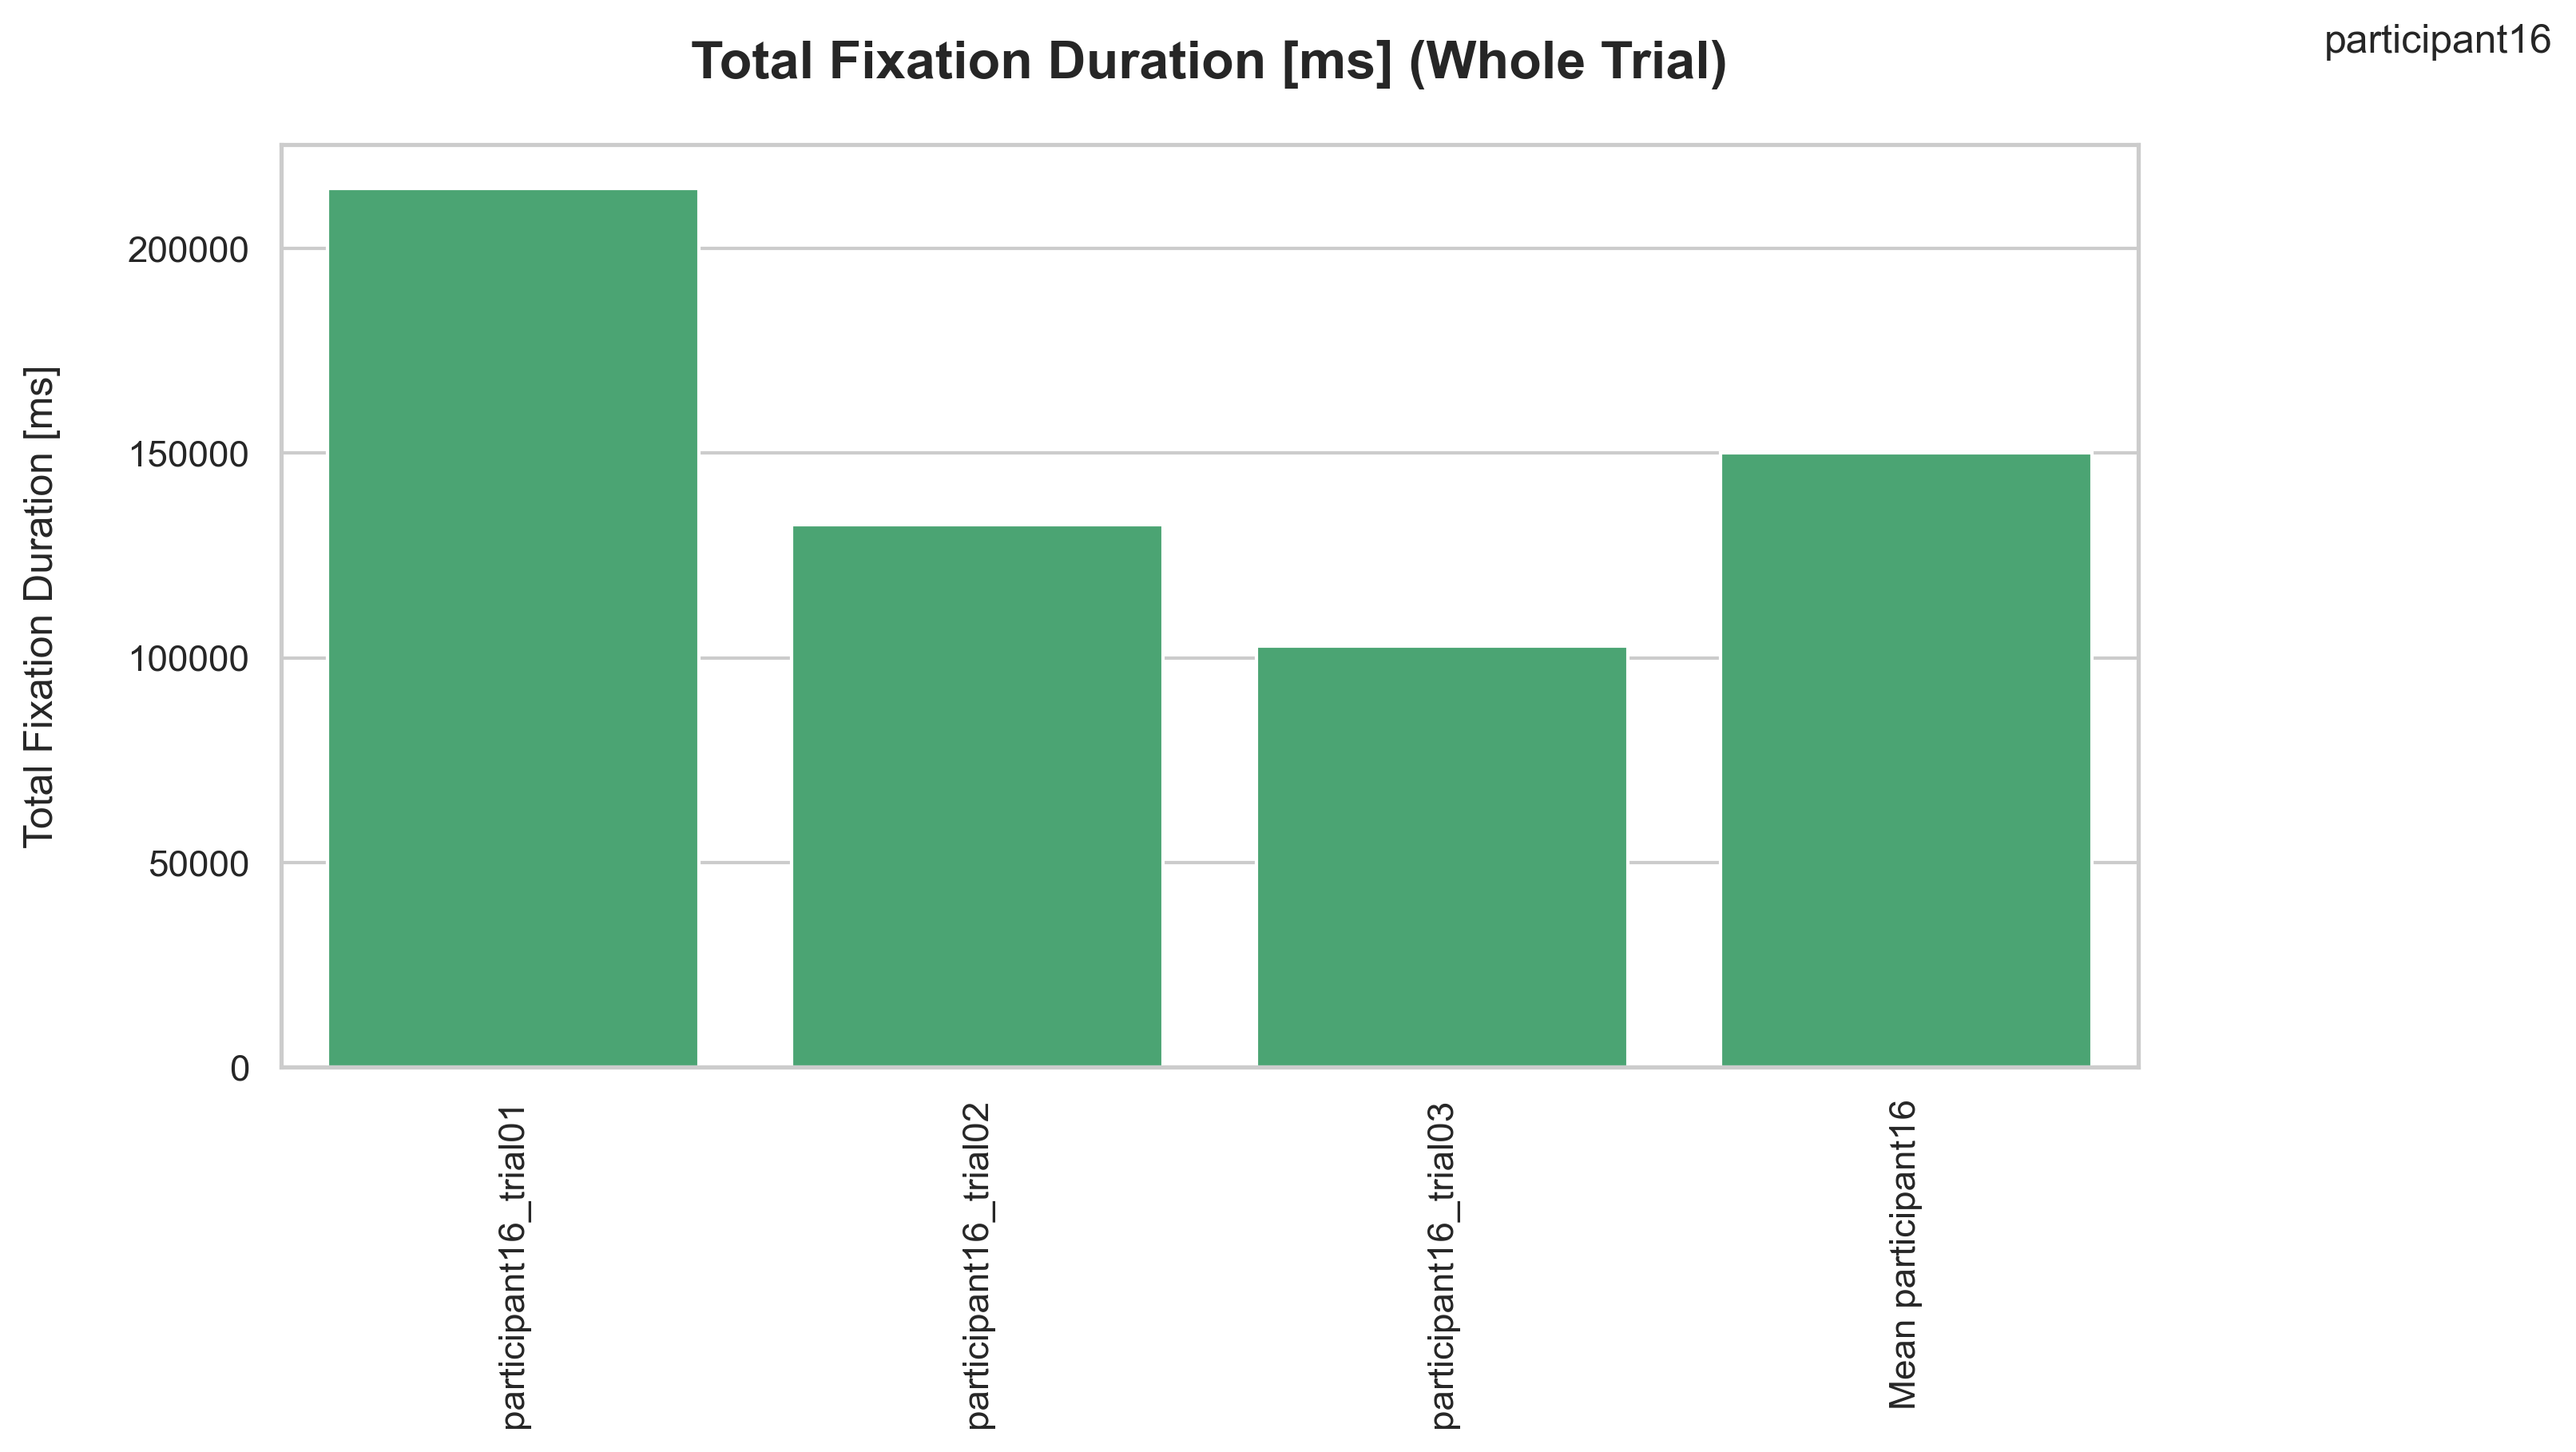 participant16
Total Fixation Duration [ms] (Whole Trial)
Total Fixation Duration [ms]
200000
150000
100000
50000
0
participant16_trial01
participant16_trial02
participant16_trial03
Mean participant16